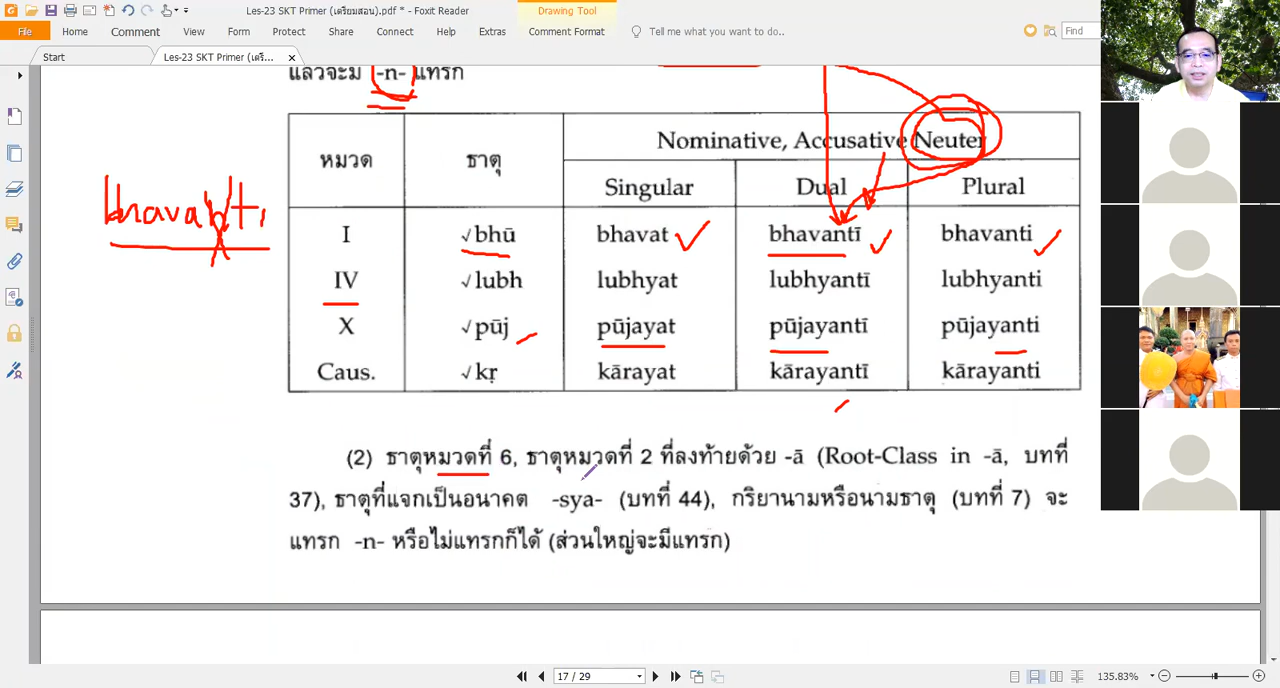 Les-23 SKT Primer (เตรียมสอน).pdf * - Foxit Reader
Drawing Tool
File Home Comment View Form Protect Share Connect Help Extras Comment Format Tell me what you want to do.. Find
Start Les-23 SKT Primer (เตรี...
แล้วจะมี -n- แทรก
หมวด ธาตุ Nominative, Accusative Neuter
Singular Dual Plural
I √bhū bhavat bhavantī bhavanti
IV √lubh lubhyat lubhyantī lubhyanti
X √pūj pūjayat pūjayantī pūjayanti
Caus. √kṛ kārayat kārayantī kārayanti
(2) ธาตุหมวดที่ 6, ธาตุหมวดที่ 2 ที่ลงท้ายด้วย -ā (Root-Class in -ā, บทที่
37), ธาตุที่แจกเป็นอนาคต -sya- (บทที่ 44), กริยานามหรือนามธาตุ (บทที่ 7) จะ
แทรก -n- หรือไม่แทรกก็ได้ (ส่วนใหญ่จะมีแทรก)
17 / 29 135.83%